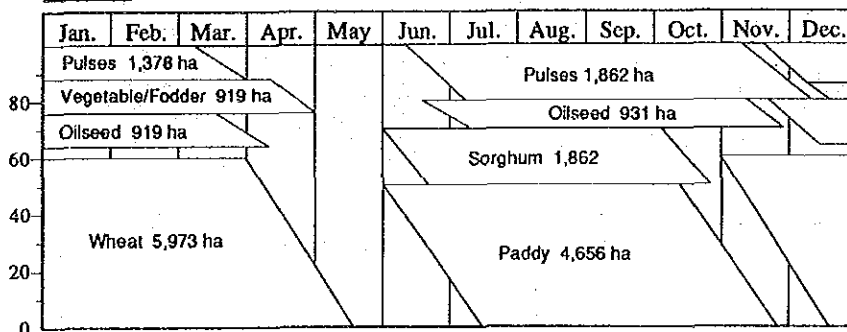 Jan. Feb. Mar. Apr. May Jun. Jul. Aug. Sep. Oct. Nov. Dec.
Pulses 1,378 ha
Pulses 1,862 ha
Vegetable/Fodder 919 ha
80
Oilseed 931 ha
Oilseed 919 ha
60
Sorghum 1,862
40
Wheat 5,973 ha
Paddy 4,656 ha
20
0